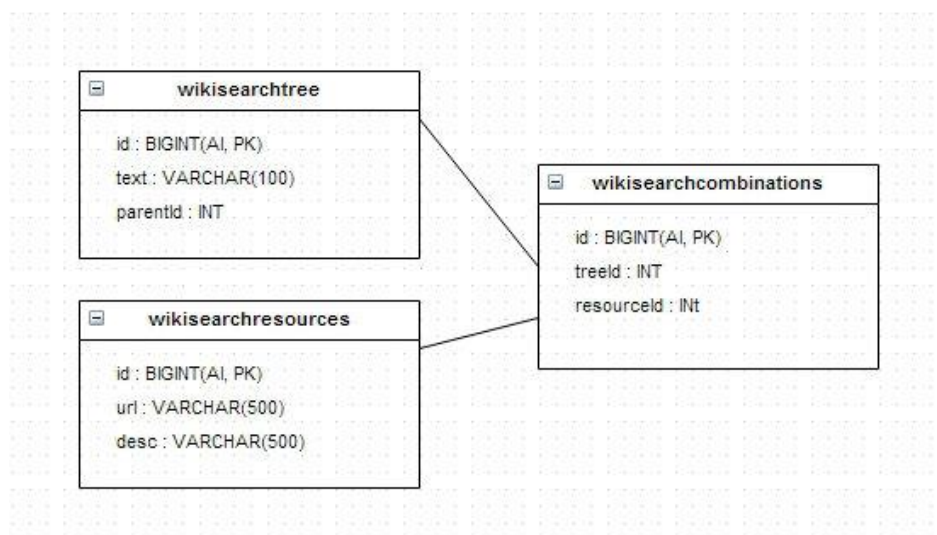 wikisearchtree
id : BIGINT(AI, PK)
text : VARCHAR(100)
parentId : INT
wikisearchresources
id : BIGINT(AI, PK)
url : VARCHAR(500)
desc : VARCHAR(500)
wikisearchcombinations
id : BIGINT(AI, PK)
treeId : INT
resourceId : INt